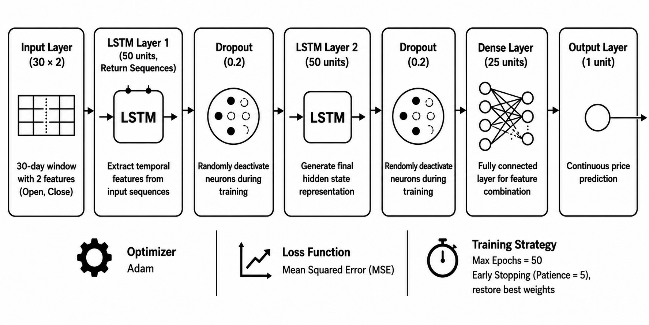 Input Layer
(30 × 2)
30-day window
with 2 features
(Open, Close)
LSTM Layer 1
(50 units,
Return Sequences)
LSTM
Extract temporal
features from
input sequences
Dropout
(0.2)
Randomly deactivate
neurons during
training
LSTM Layer 2
(50 units)
LSTM
Generate final
hidden state
representation
Dropout
(0.2)
Randomly deactivate
neurons during
training
Dense Layer
(25 units)
Fully connected
layer for feature
combination
Output Layer
(1 unit)
Continuous price
prediction
Optimizer
Adam
Loss Function
Mean Squared Error (MSE)
Training Strategy
Max Epochs = 50
Early Stopping (Patience = 5),
restore best weights